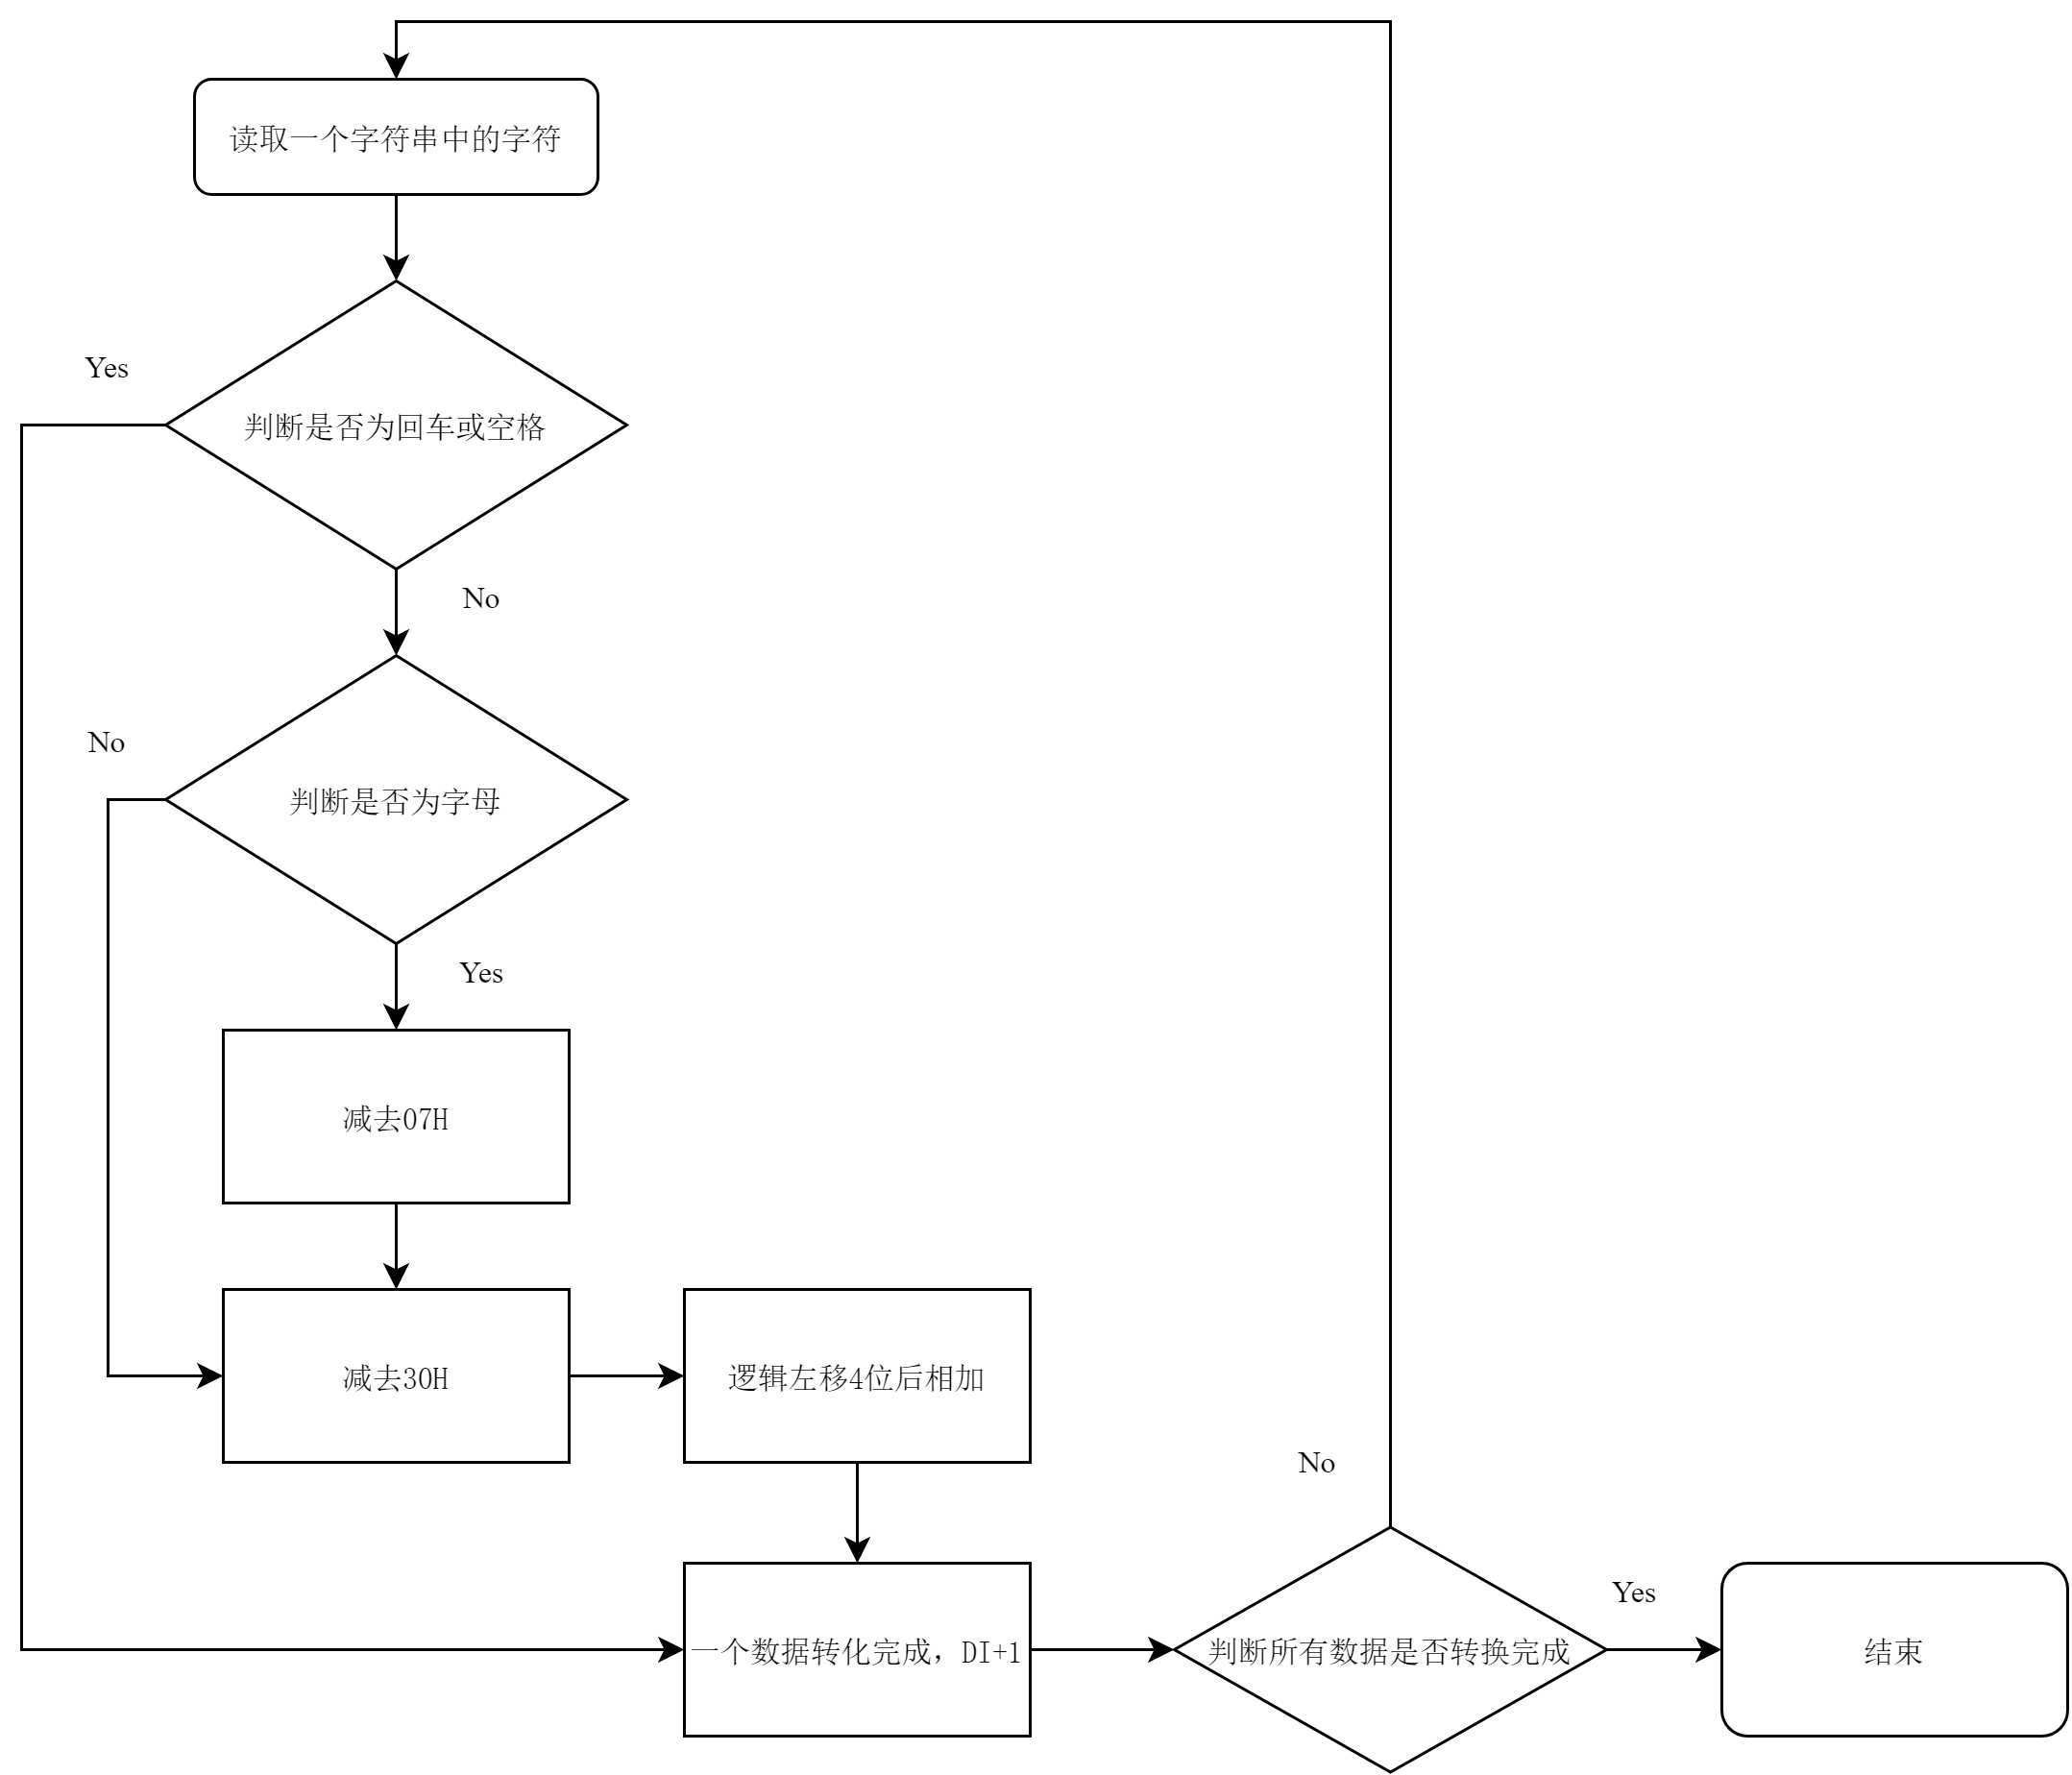 读取一个字符串中的字符
Yes
判断是否为回车或空格
No
No
判断是否为字母
Yes
减去07H
减去30H
逻辑左移4位后相加
No
Yes
一个数据转化完成，DI+1
判断所有数据是否转换完成
结束